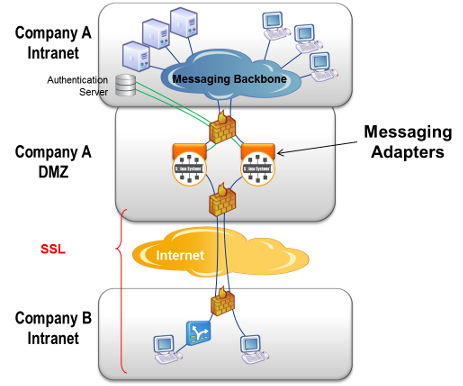 Company A
Intranet
Messaging Backbone
Authentication
Server
Company A
DMZ
Messaging
Adapters
SSL
Internet
Company B
Intranet